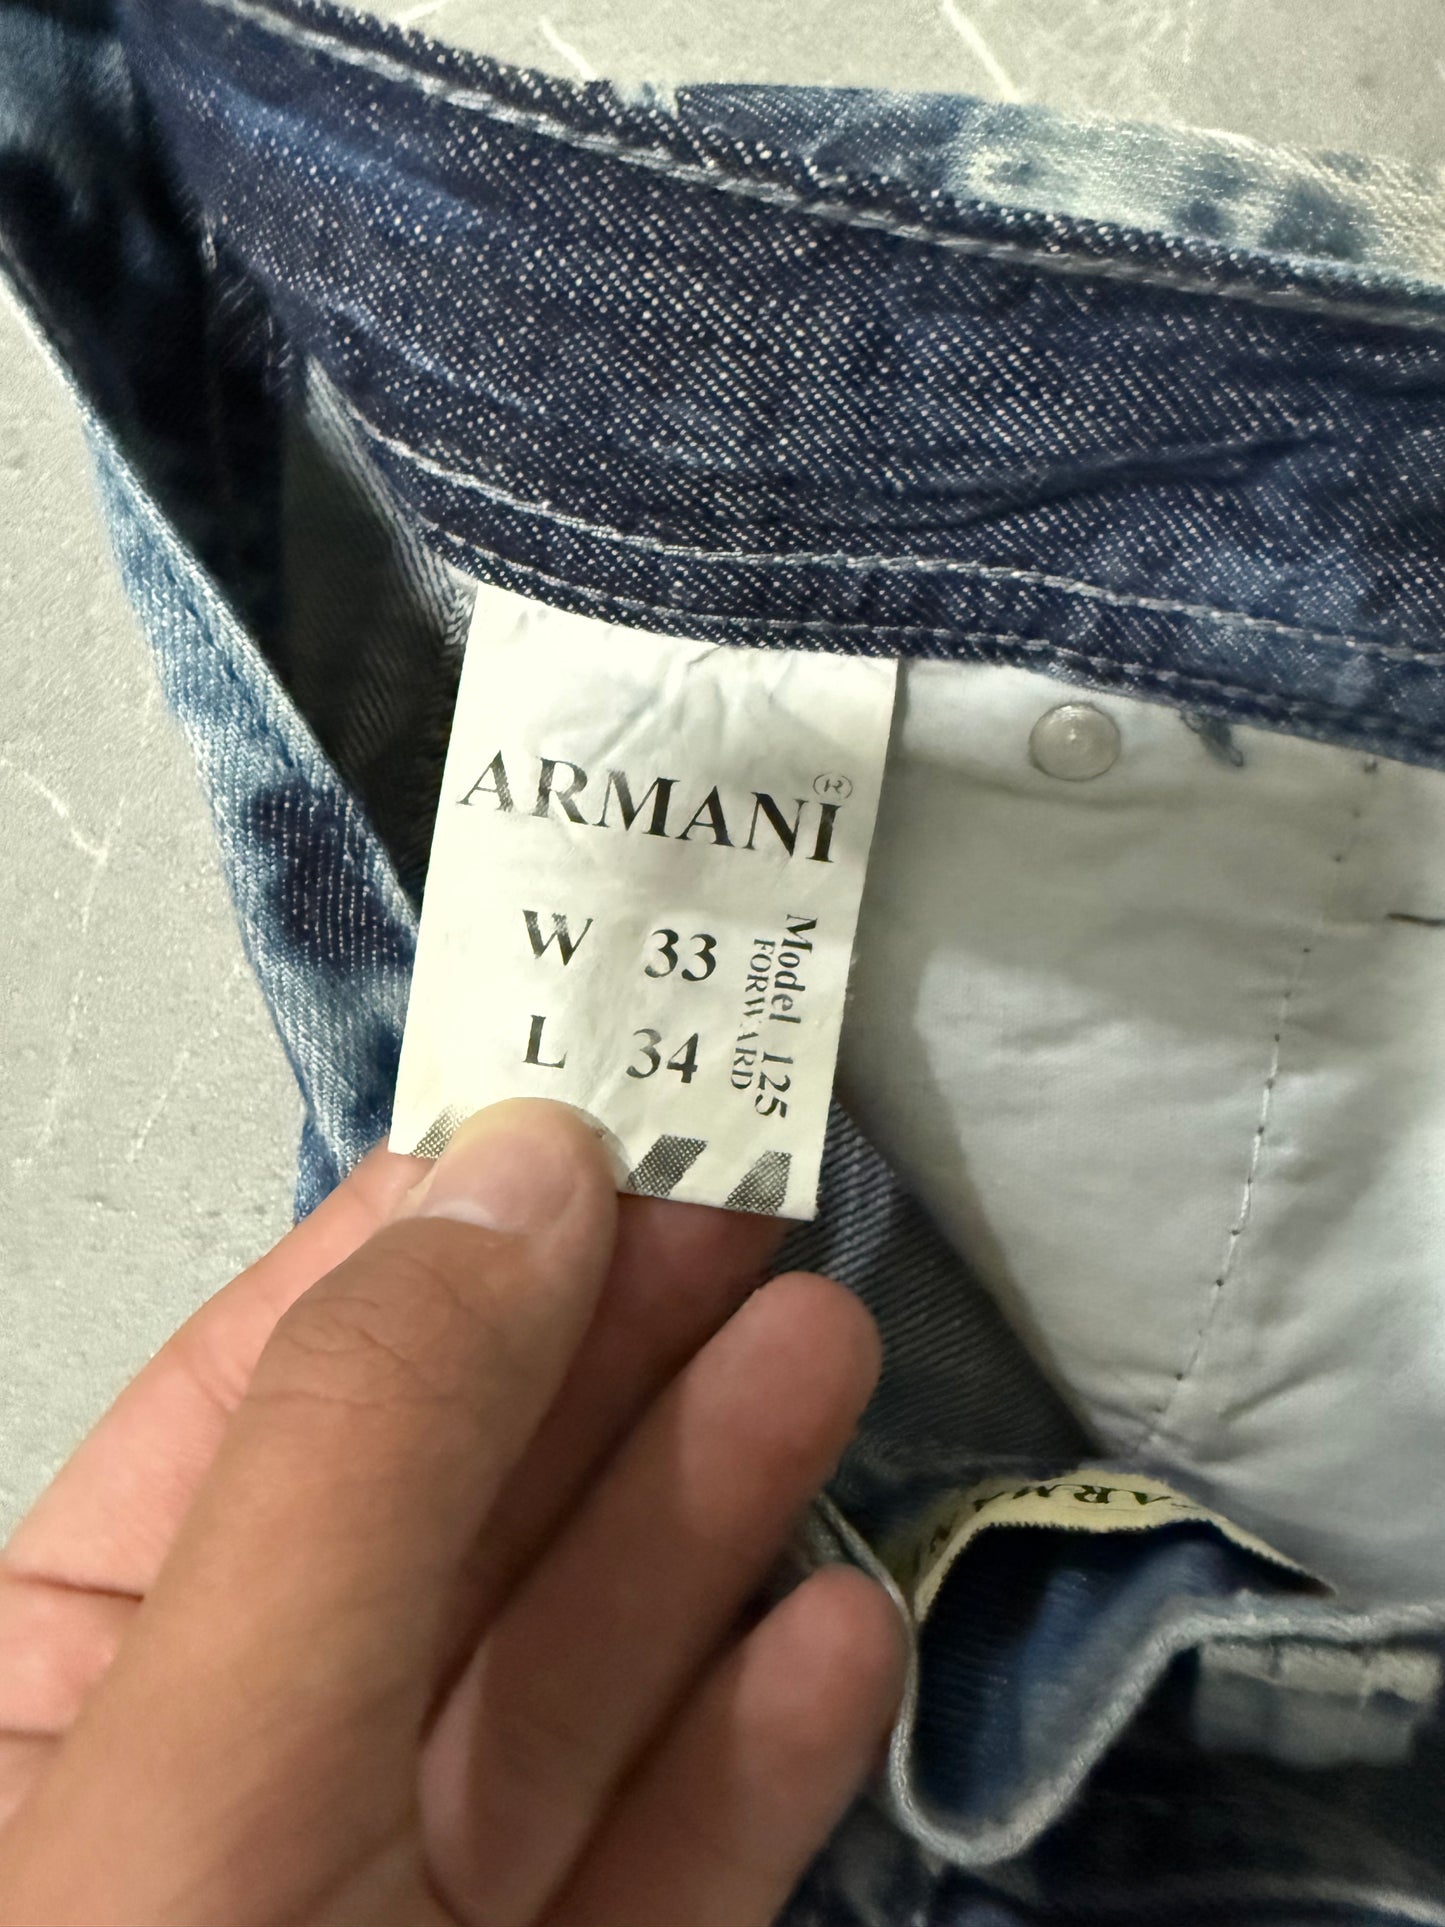 ARMANI ®
W 33
L 34
Model 125
FORWARD